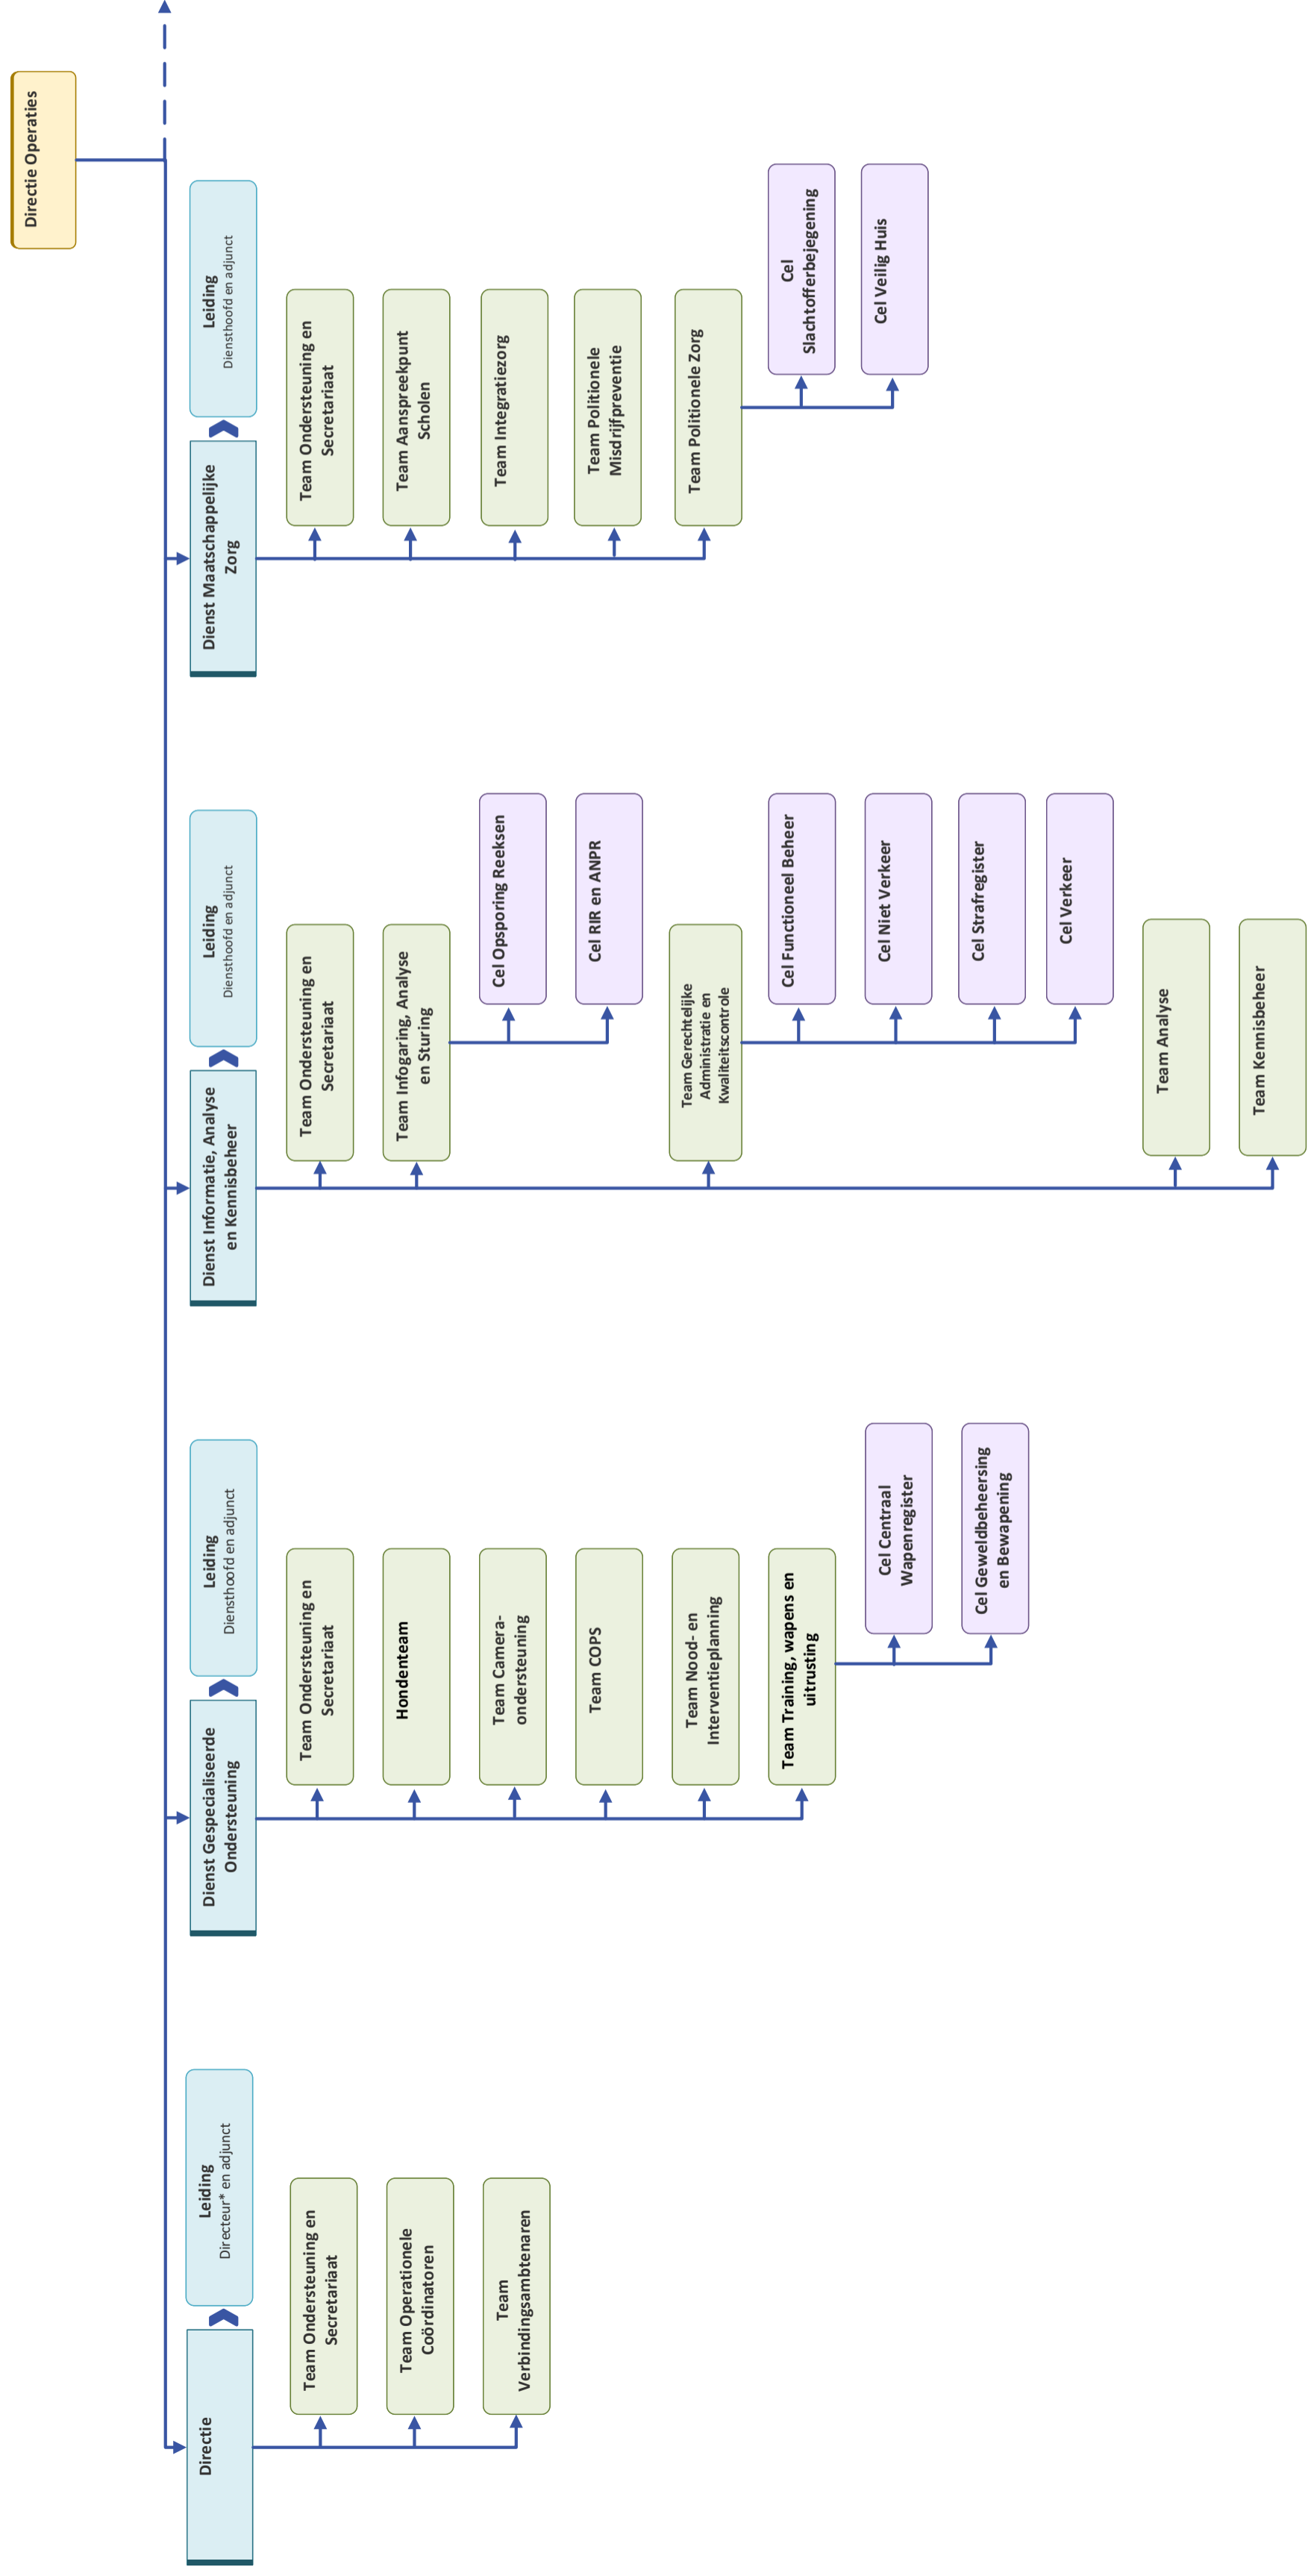 Directie Operaties
Directie
Leiding
Directeur* en adjunct
Team Ondersteuning en
Secretariaat
Team Operationele
Coördinatoren
Team
Verbindingsambtenaren
Dienst Gespecialiseerde
Ondersteuning
Leiding
Diensthoofd en adjunct
Team Ondersteuning en
Secretariaat
Hondenteam
Team Camera-
ondersteuning
Team COPS
Team Nood- en
Interventieplanning
Team Training, wapens en
uitrusting
Cel Centraal
Wapenregister
Cel Geweldbeheersing
en Bewapening
Dienst Informatie, Analyse
en Kennisbeheer
Leiding
Diensthoofd en adjunct
Team Ondersteuning en
Secretariaat
Team Infogaring, Analyse
en Sturing
Cel Opsporing Reeksen
Cel RIR en ANPR
Team Gerechtelijke
Administratie en
Kwaliteitscontrole
Cel Functioneel Beheer
Cel Niet Verkeer
Cel Strafregister
Cel Verkeer
Team Analyse
Team Kennisbeheer
Dienst Maatschappelijke
Zorg
Leiding
Diensthoofd en adjunct
Team Ondersteuning en
Secretariaat
Team Aanspreekpunt
Scholen
Team Integratiezorg
Team Politionele
Misdrijfpreventie
Team Politionele Zorg
Cel
Slachtofferbejegening
Cel Veilig Huis